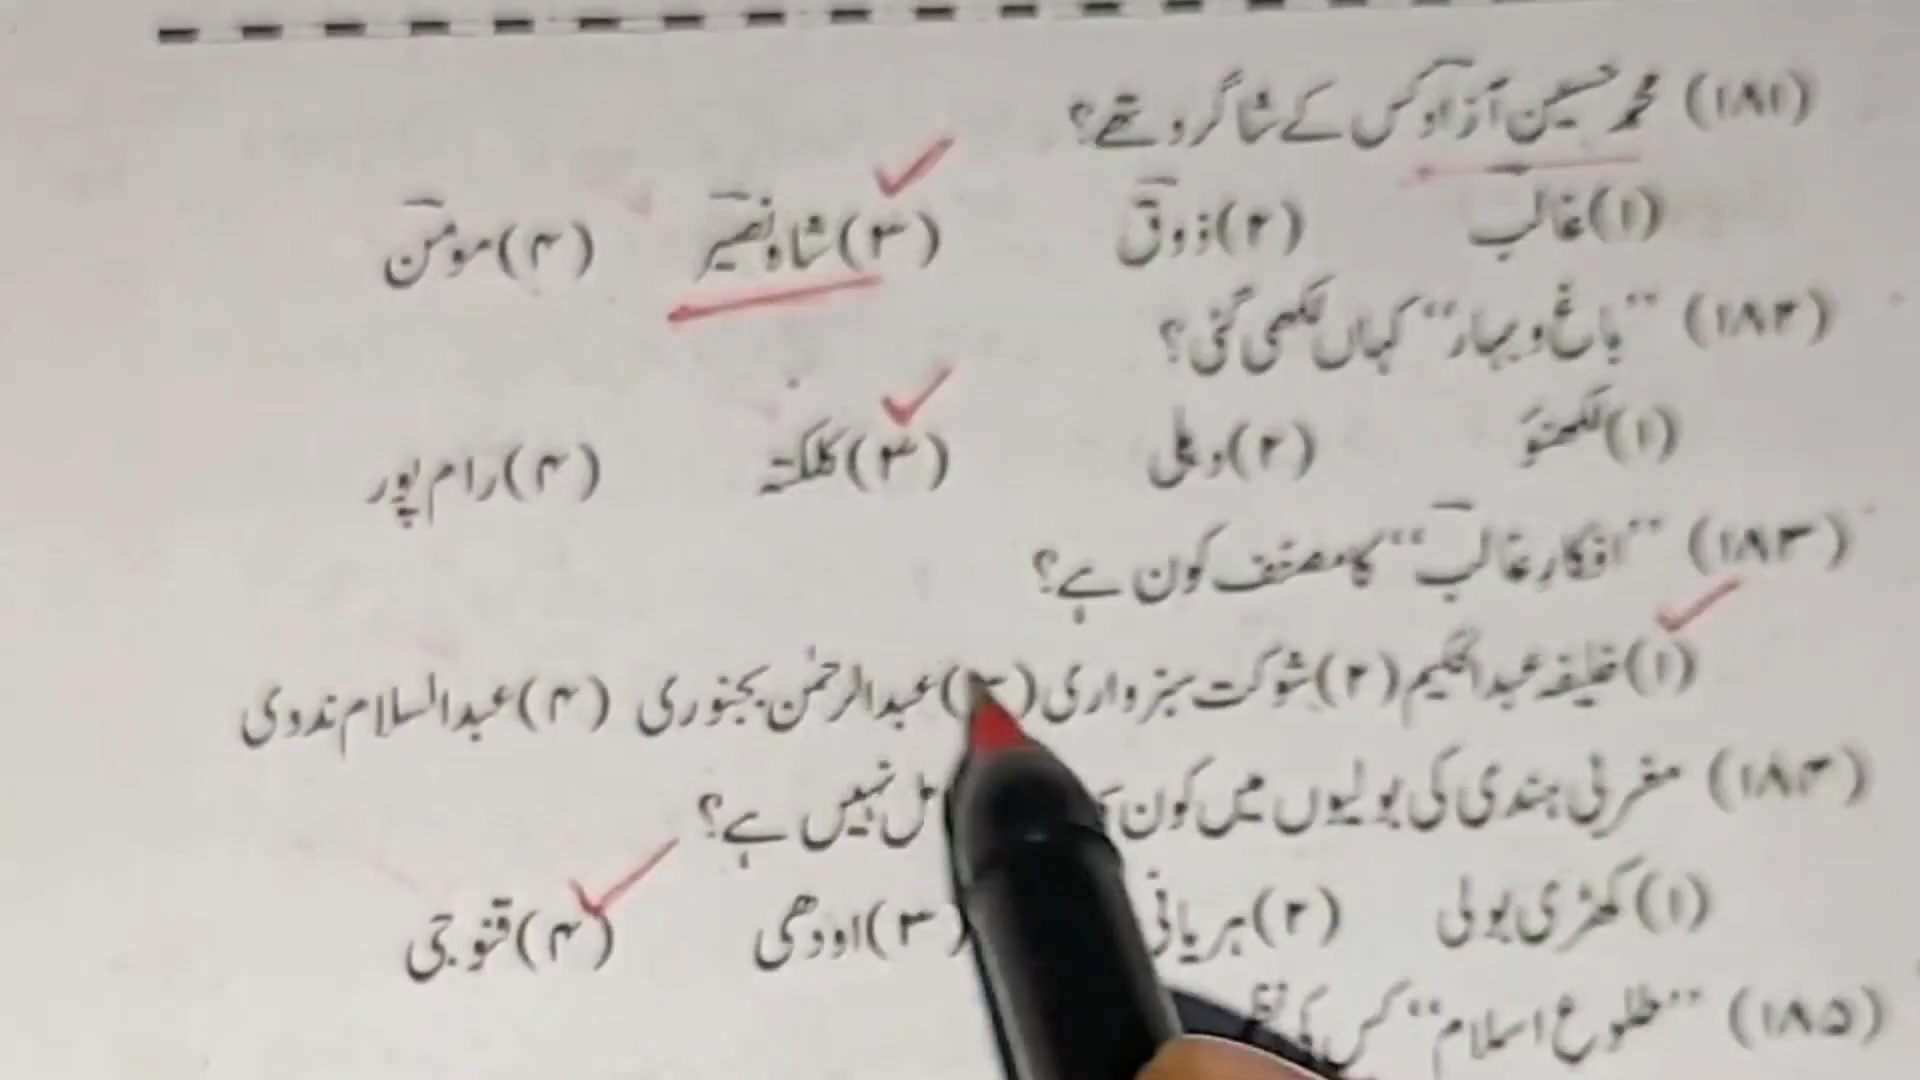 (۱۸۱) محمد حسین آزاد کس کے شاگرد تھے؟
(۱) غالب (۲) ذوق (۳) شاہ نصیر (۴) مومن
(۱۸۲) ”باغ و بہار“ کہاں لکھی گئی؟
(۱) لکھنؤ (۲) دہلی (۳) کلکتہ (۴) رام پور
(۱۸۳) ”افکارِ غالب“ کا مصنف کون ہے؟
(۱) خلیفہ عبدالحکیم (۲) شوکت سبزواری (۳) عبدالرحمٰن بجنوری (۴) عبدالسلام ندوی
(۱۸۴) مغربی ہندی کی بولیوں میں کون نہیں ہے؟
(۱) کھڑی بولی (۲) ہریانی (۳) اودھی (۴) قنوجی
(۱۸۵) ”طلوع اسلام“ کس کی